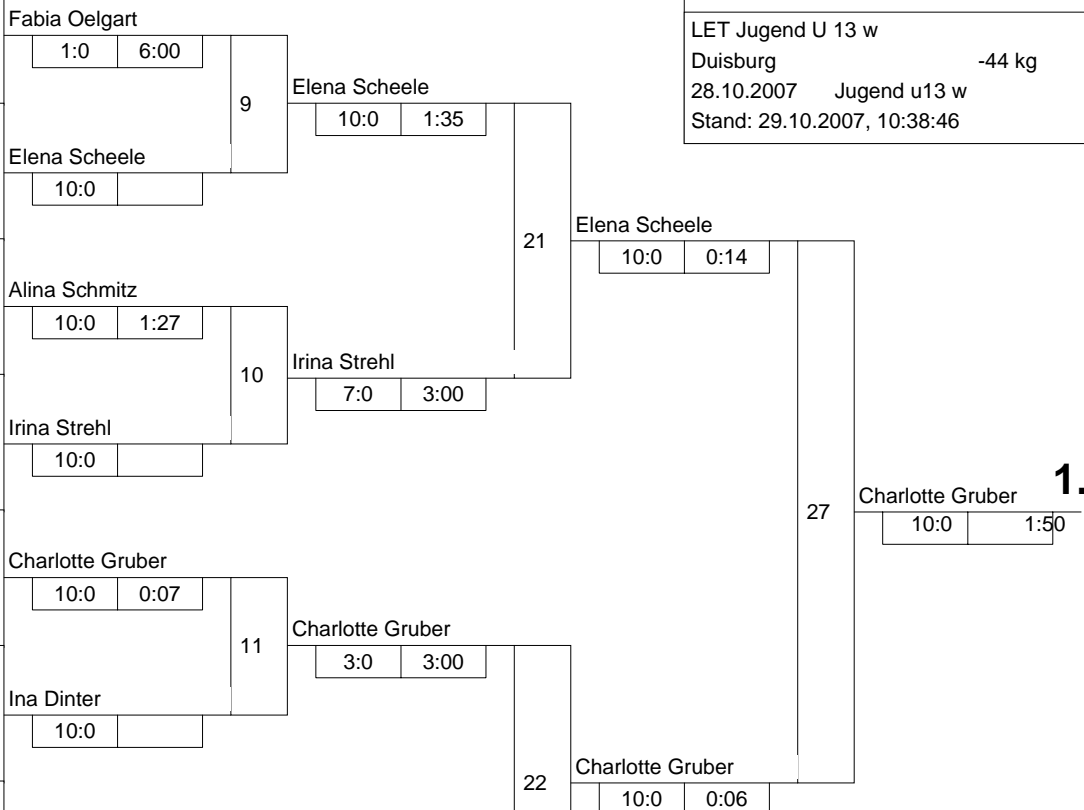 Fabia Oelgart
1:0 6:00
9
Elena Scheele
10:0
Elena Scheele
10:0 1:35
Alina Schmitz
10:0 1:27
10
Irina Strehl
10:0
Irina Strehl
7:0 3:00
21
Elena Scheele
10:0 0:14
Charlotte Gruber
10:0 0:07
11
Ina Dinter
10:0
Charlotte Gruber
3:0 3:00
22
Charlotte Gruber
10:0 0:06
27
Charlotte Gruber 1.
10:0 1:50
LET Jugend U 13 w
Duisburg -44 kg
28.10.2007 Jugend u13 w
Stand: 29.10.2007, 10:38:46